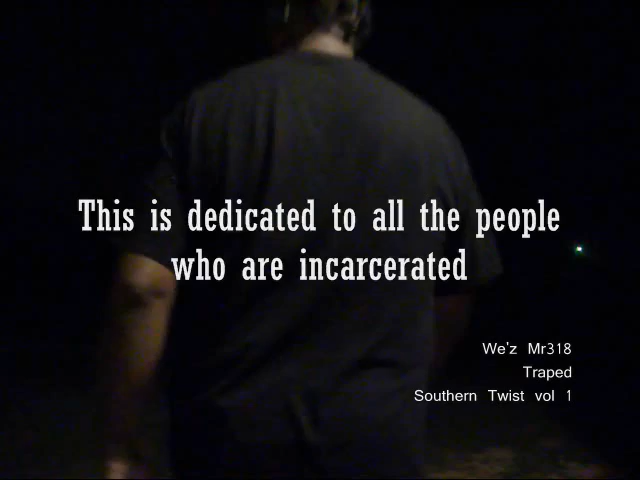 This is dedicated to all the people
who are incarcerated
We'z Mr318
Traped
Southern Twist vol 1